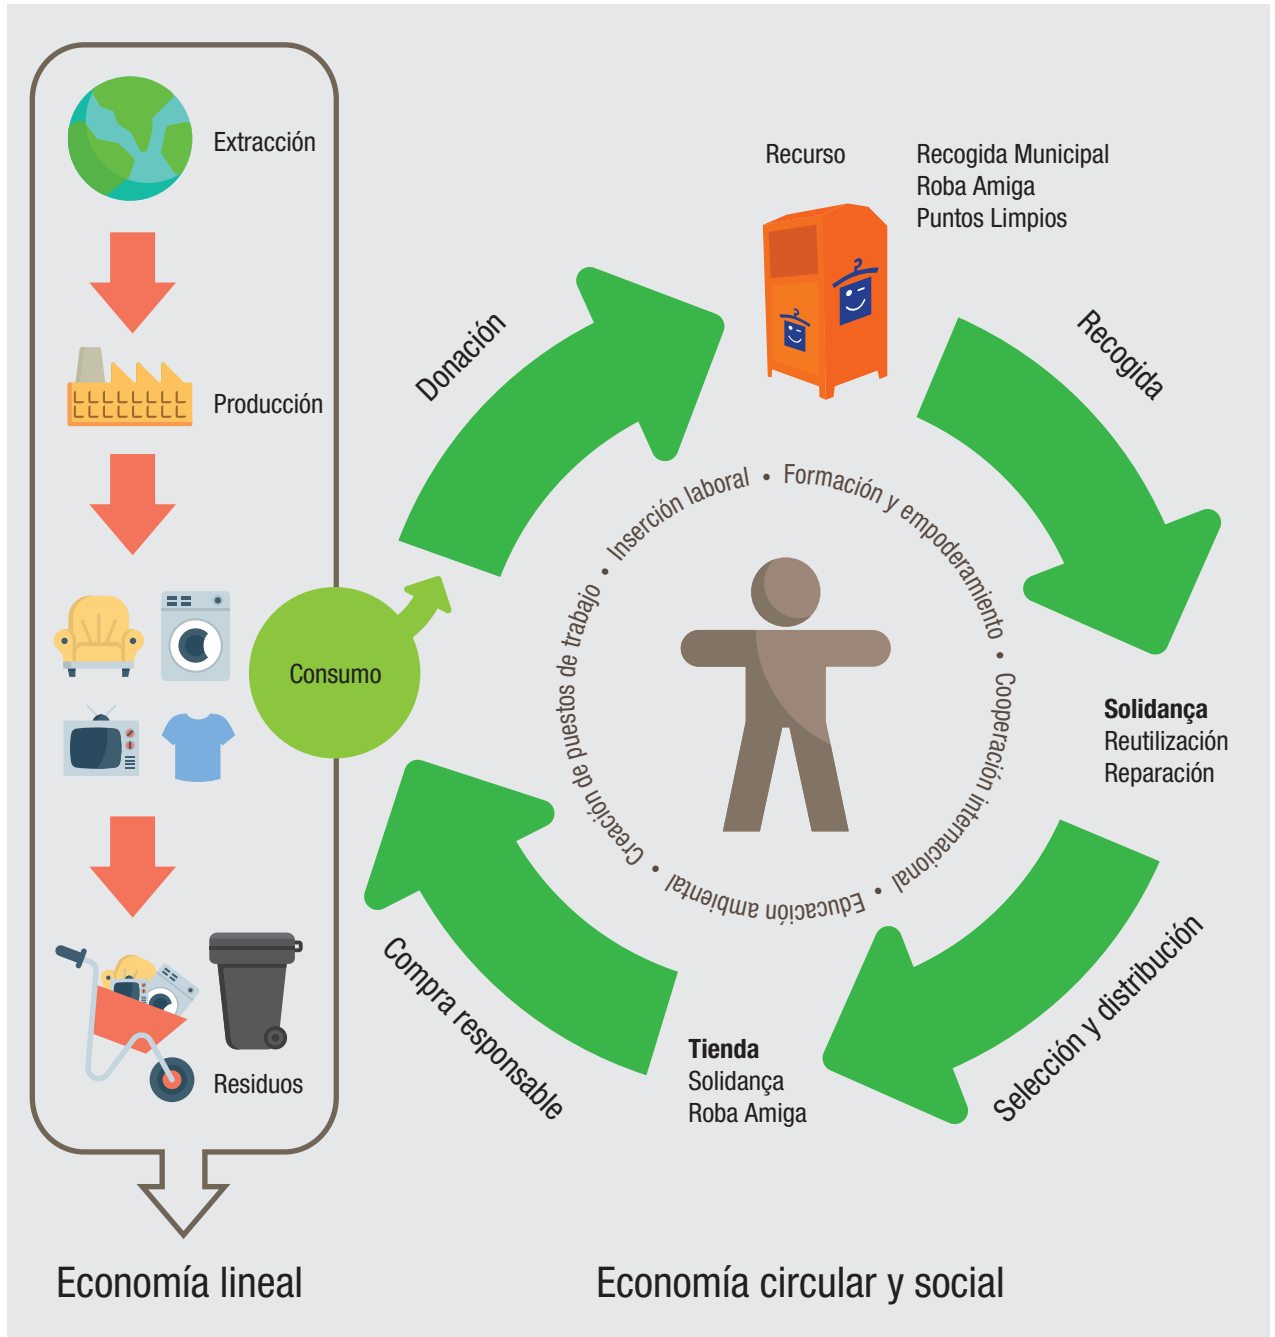 Extracción
Producción
Consumo
Residuos
Economía lineal
Donación
Recurso
Recogida Municipal
Roba Amiga
Puntos Limpios
Recogida
Solidança
Reutilización
Reparación
Selección y distribución
Tienda
Solidança
Roba Amiga
Compra responsable
Inserción laboral • Formación y empoderamiento • Cooperación internacional • Educación ambiental • Creación de puestos de trabajo •
Economía circular y social